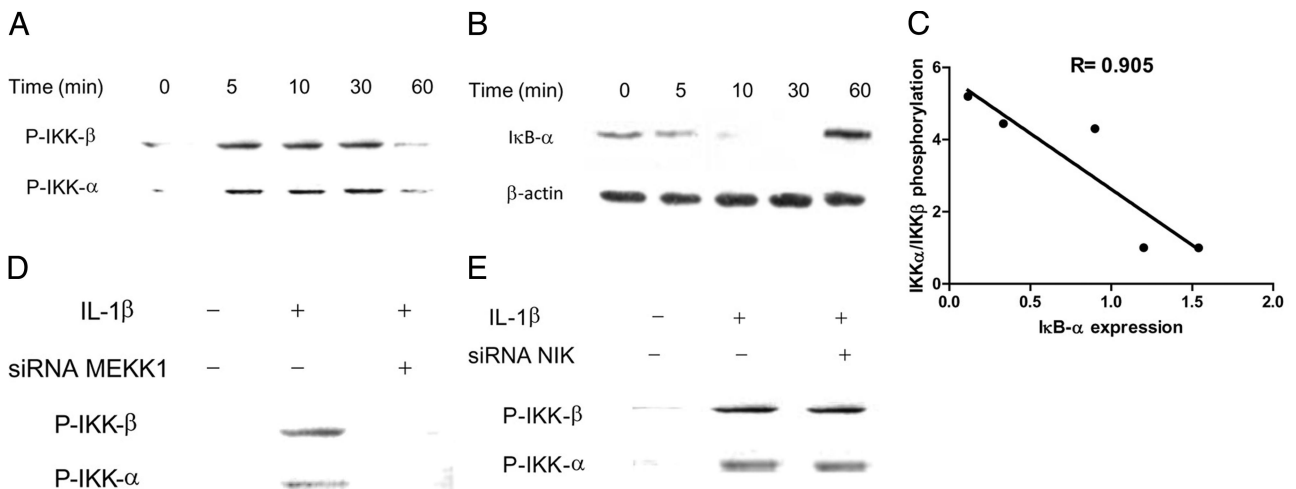 A
Time (min) 0 5 10 30 60
P-IKK-β
P-IKK-α
B
Time (min) 0 5 10 30 60
IκB-α
β-actin
C
R= 0.905
IKKα/IKKβ phosphorylation
6
4
2
0
0.0 0.5 1.0 1.5 2.0
IκB-α expression
D
IL-1β − + +
siRNA MEKK1 − − +
P-IKK-β
P-IKK-α
E
IL-1β − + +
siRNA NIK − − +
P-IKK-β
P-IKK-α